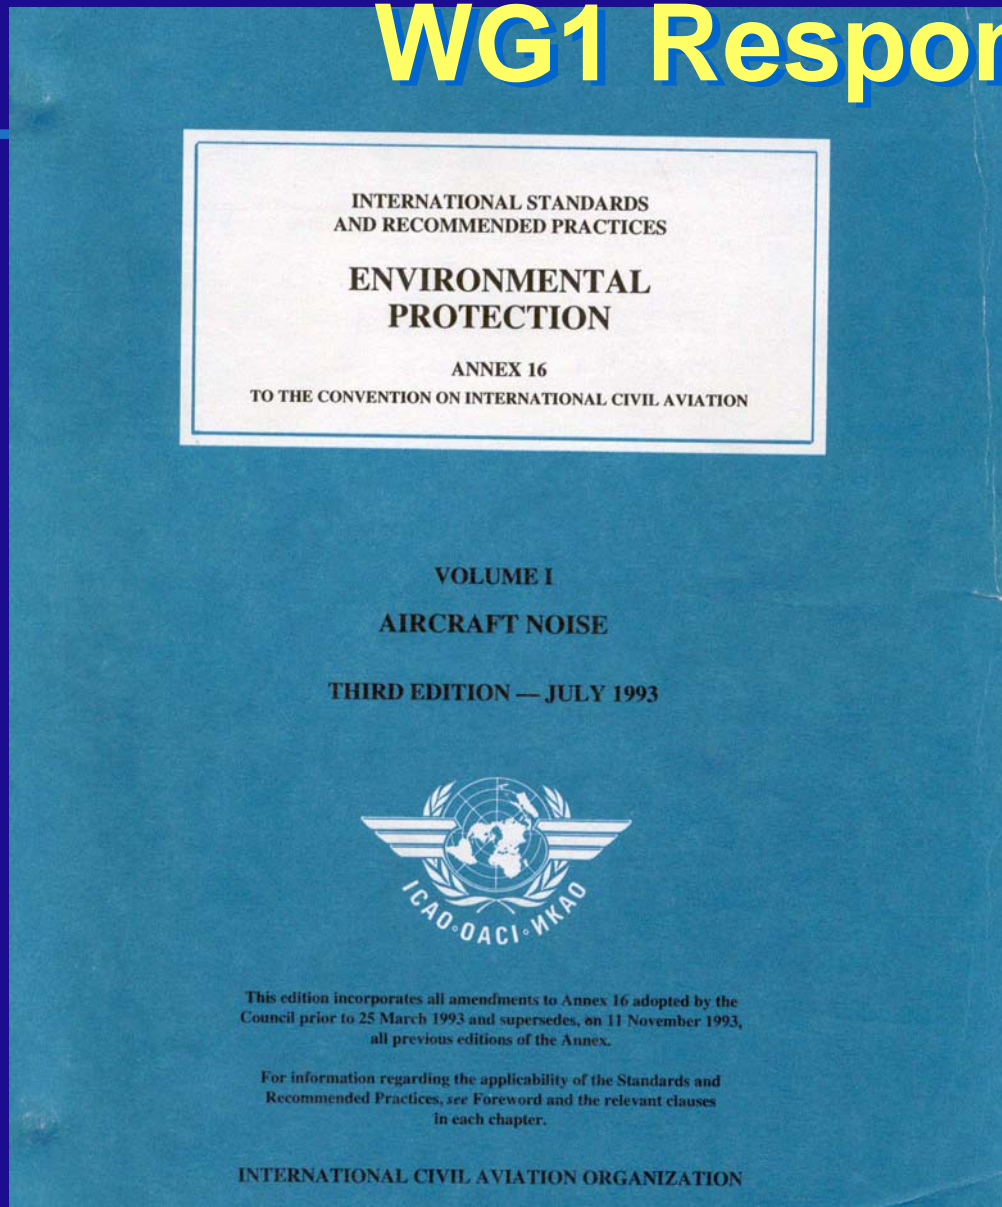 WG1 Respon
INTERNATIONAL STANDARDS
AND RECOMMENDED PRACTICES
ENVIRONMENTAL
PROTECTION
ANNEX 16
TO THE CONVENTION ON INTERNATIONAL CIVIL AVIATION
VOLUME I
AIRCRAFT NOISE
THIRD EDITION — JULY 1993
ICAO·OACI·ИКАО
This edition incorporates all amendments to Annex 16 adopted by the
Council prior to 25 March 1993 and supersedes, on 11 November 1993,
all previous editions of the Annex.
For information regarding the applicability of the Standards and
Recommended Practices, see Foreword and the relevant clauses
in each chapter.
INTERNATIONAL CIVIL AVIATION ORGANIZATION